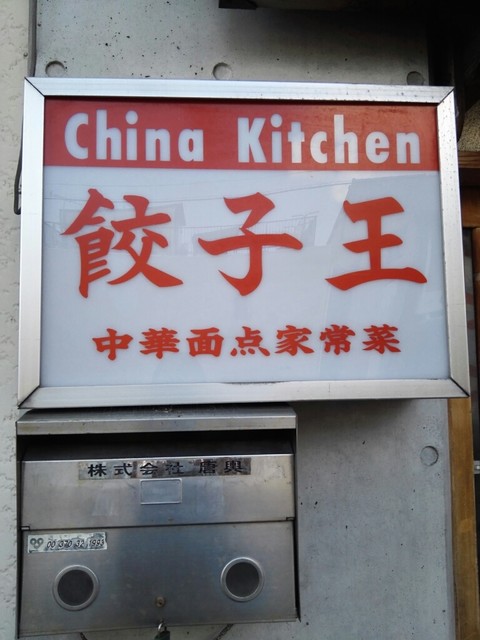 China Kitchen
餃子王
中華面点家常菜
株式会社 唐興